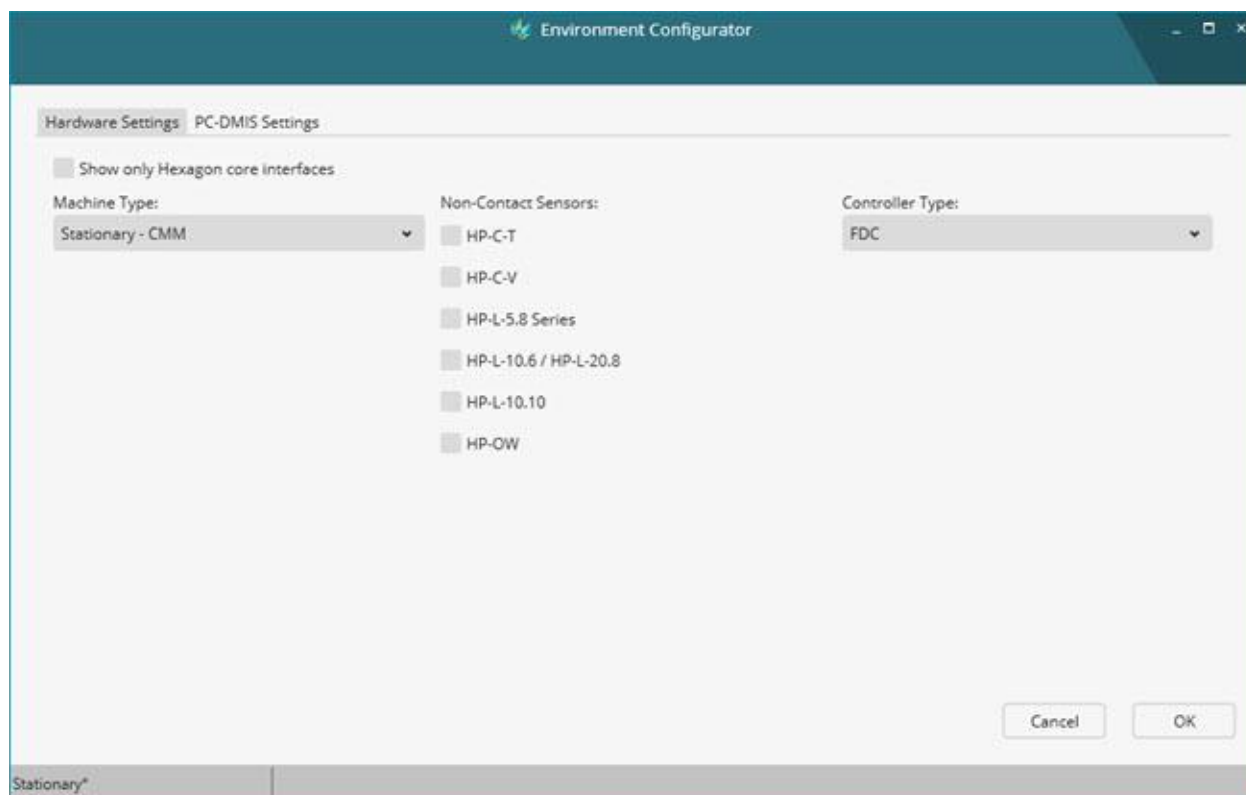 Environment Configurator
Hardware Settings PC-DMIS Settings
Show only Hexagon core interfaces
Machine Type: Non-Contact Sensors: Controller Type:
Stationary - CMM HP-C-T FDC
HP-C-V
HP-L-5.8 Series
HP-L-10.6 / HP-L-20.8
HP-L-10.10
HP-OW
Cancel OK
Stationary*